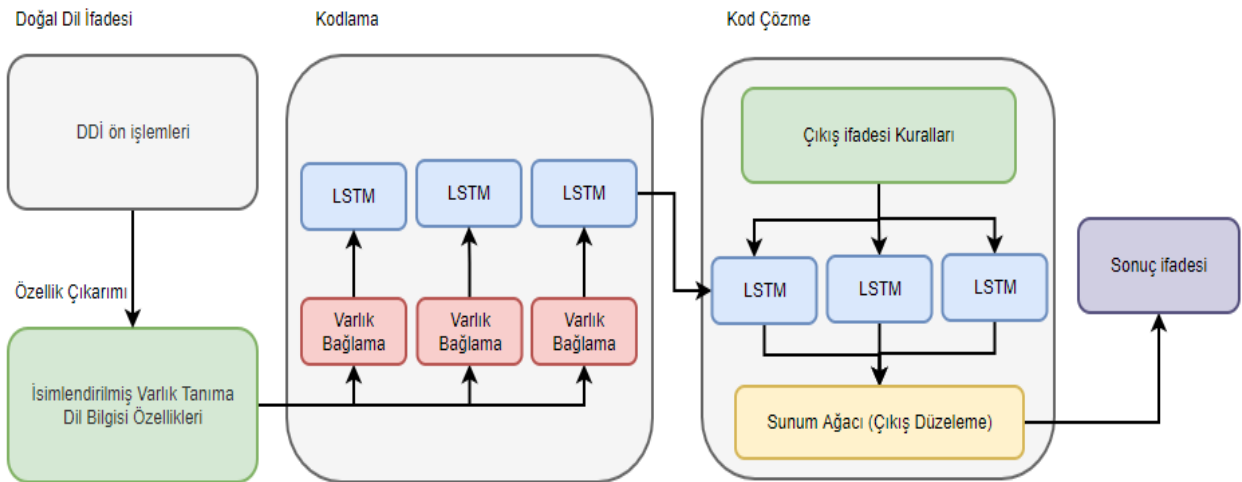 Doğal Dil İfadesi
Kodlama
Kod Çözme
DDİ ön işlemleri
Özellik Çıkarımı
İsimlendirilmiş Varlık Tanıma
Dil Bilgisi Özellikleri
LSTM
LSTM
LSTM
Varlık
Bağlama
Varlık
Bağlama
Varlık
Bağlama
Çıkış ifadesi Kuralları
LSTM
LSTM
LSTM
Sunum Ağacı (Çıkış Düzeleme)
Sonuç ifadesi